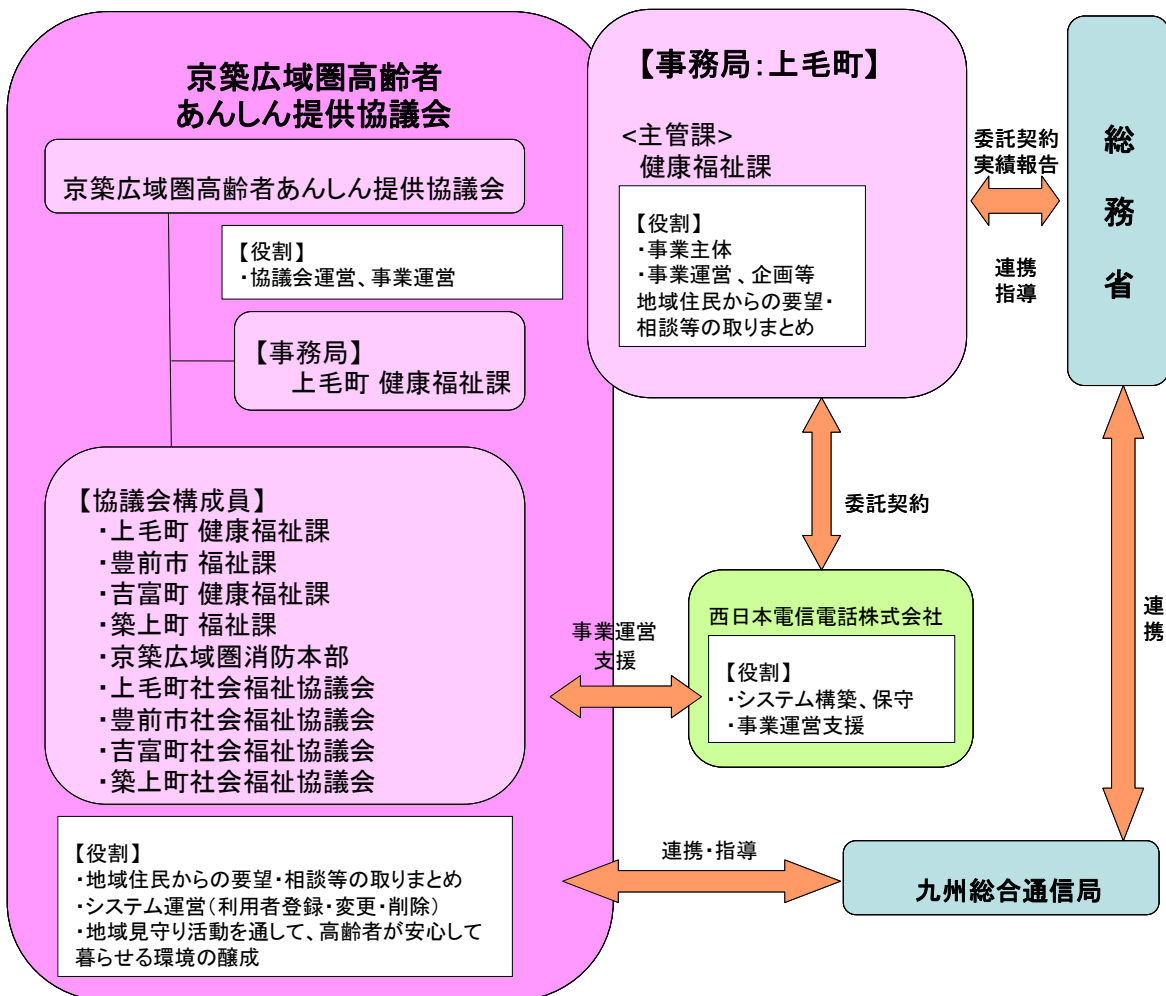 京築広域圏高齢者
あんしん提供協議会
京築広域圏高齢者あんしん提供協議会
【役割】
・協議会運営、事業運営
【事務局】
上毛町 健康福祉課
【協議会構成員】
・上毛町 健康福祉課
・豊前市 福祉課
・吉富町 健康福祉課
・築上町 福祉課
・京築広域圏消防本部
・上毛町社会福祉協議会
・豊前市社会福祉協議会
・吉富町社会福祉協議会
・築上町社会福祉協議会
【役割】
・地域住民からの要望・相談等の取りまとめ
・システム運営(利用者登録・変更・削除)
・地域見守り活動を通して、高齢者が安心して
暮らせる環境の醸成
【事務局:上毛町】
<主管課>
健康福祉課
【役割】
・事業主体
・事業運営、企画等
地域住民からの要望・
相談等の取りまとめ
委託契約
実績報告
連携
指導
総務省
委託契約
西日本電信電話株式会社
【役割】
・システム構築、保守
・事業運営支援
事業運営
支援
連携
連携・指導
九州総合通信局